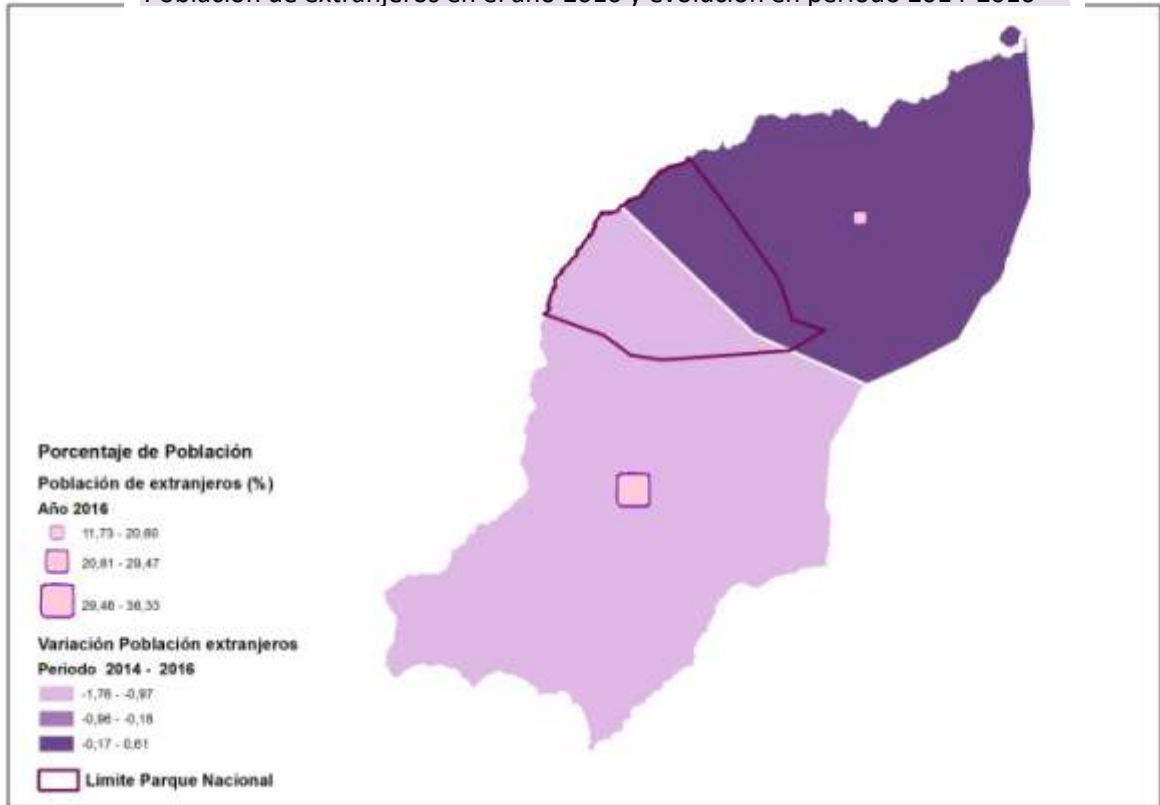 Población de extranjeros en el año 2016 y evolución en periodo 2014-2016
Porcentaje de Población
Población de extranjeros (%)
Año 2016
11,73 - 20,60
20,61 - 29,47
29,48 - 38,33
Variación Población extranjeros
Periodo 2014 - 2016
-1,76 - -0,97
-0,96 - -0,18
-0,17 - 0,61
Limite Parque Nacional